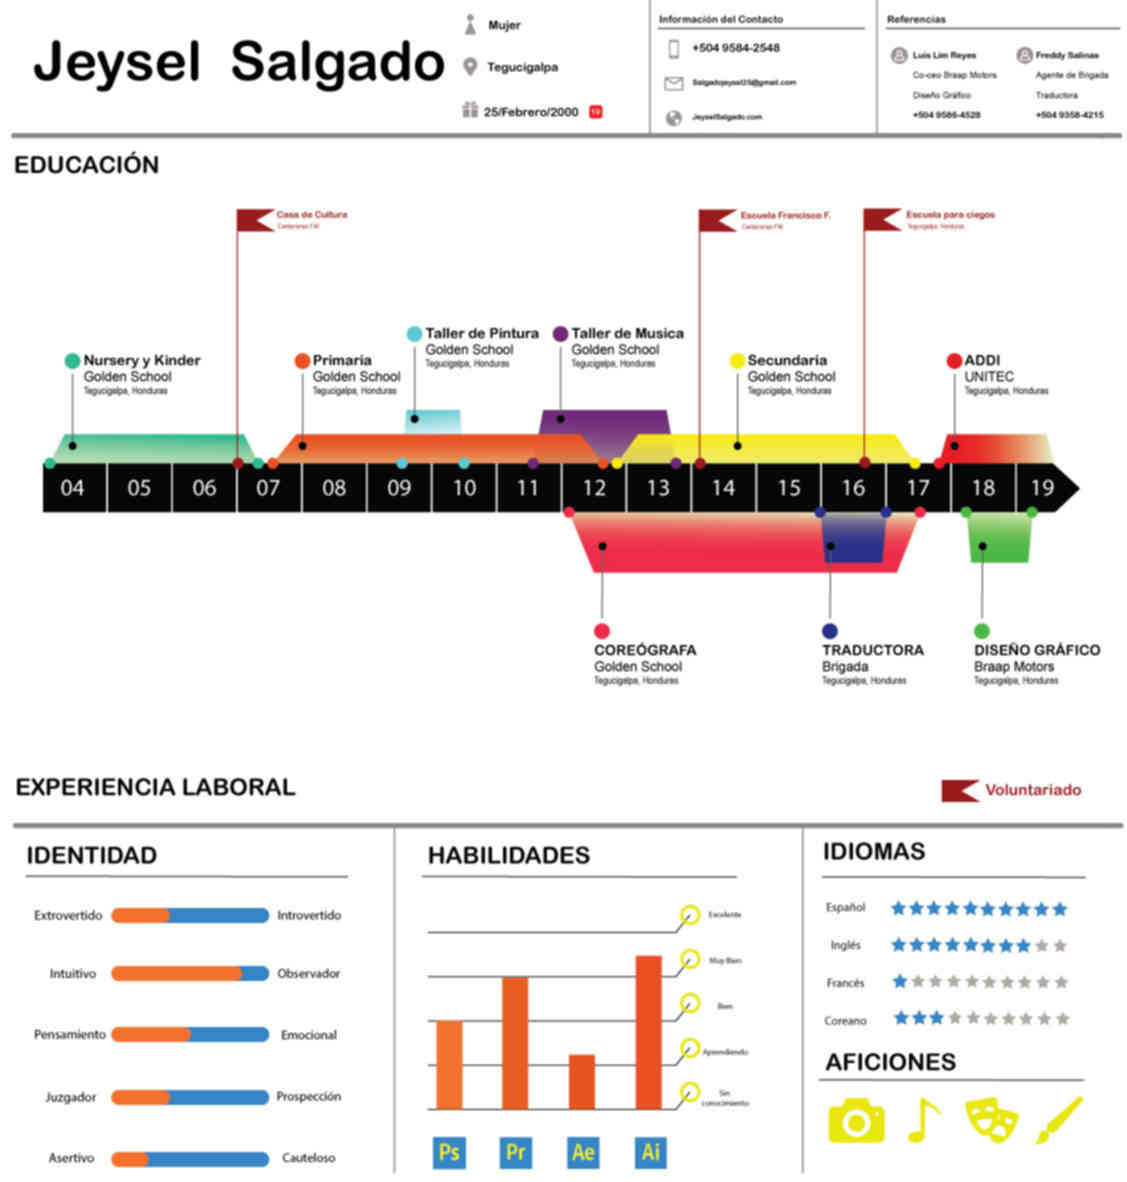 Jeysel Salgado
Mujer
Tegucigalpa
25/Febrero/2000 19
Información del Contacto
+504 9584-2548
Salgadojeysel25@gmail.com
JeyselSalgado.com
Referencias
Luis Lim Reyes
Co-ceo Braap Motors
Diseño Gráfico
+504 9586-4528
Freddy Salinas
Agente de Brigada
Traductora
+504 9358-4215
EDUCACIÓN
Casa de Cultura
Escuela Francisco F.
Escuela para ciegos
Tegucigalpa, Honduras
Nursery y Kinder
Golden School
Tegucigalpa, Honduras
Primaria
Golden School
Tegucigalpa, Honduras
Taller de Pintura
Golden School
Tegucigalpa, Honduras
Taller de Musica
Golden School
Tegucigalpa, Honduras
Secundaria
Golden School
Tegucigalpa, Honduras
ADDI
UNITEC
Tegucigalpa, Honduras
04 05 06 07 08 09 10 11 12 13 14 15 16 17 18 19
COREÓGRAFA
Golden School
Tegucigalpa, Honduras
TRADUCTORA
Brigada
Tegucigalpa, Honduras
DISEÑO GRÁFICO
Braap Motors
Tegucigalpa, Honduras
EXPERIENCIA LABORAL
Voluntariado
IDENTIDAD
Extrovertido Introvertido
Intuitivo Observador
Pensamiento Emocional
Juzgador Prospección
Asertivo Cauteloso
HABILIDADES
Excelente
Muy Bien
Bien
Aprendiendo
Sin
conocimiento
Ps Pr Ae Ai
IDIOMAS
Español
Inglés
Francés
Coreano
AFICIONES